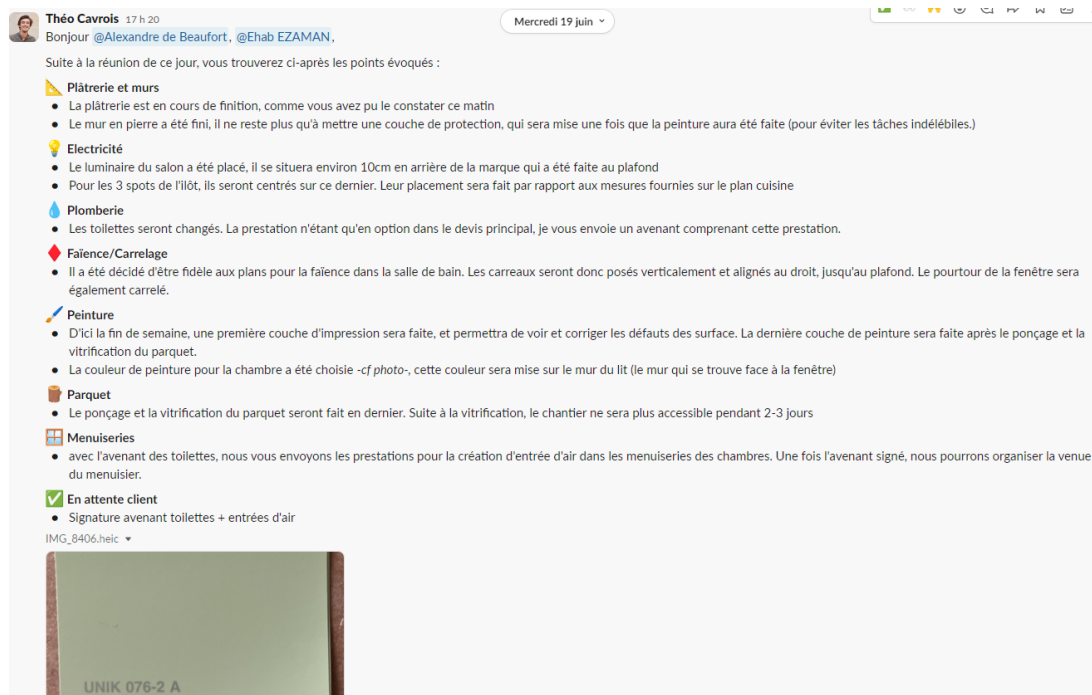 Théo Cavrois 17 h 20
Mercredi 19 juin
Bonjour @Alexandre de Beaufort, @Ehab EZAMAN,
Suite à la réunion de ce jour, vous trouverez ci-après les points évoqués :
Plâtrerie et murs
• La plâtrerie est en cours de finition, comme vous avez pu le constater ce matin
• Le mur en pierre a été fini, il ne reste plus qu'à mettre une couche de protection, qui sera mise une fois que la peinture aura été faite (pour éviter les tâches indélébiles.)
Electricité
• Le luminaire du salon a été placé, il se situera environ 10cm en arrière de la marque qui a été faite au plafond
• Pour les 3 spots de l'ilôt, ils seront centrés sur ce dernier. Leur placement sera fait par rapport aux mesures fournies sur le plan cuisine
Plomberie
• Les toilettes seront changés. La prestation n'étant qu'en option dans le devis principal, je vous envoie un avenant comprenant cette prestation.
Faïence/Carrelage
• Il a été décidé d'être fidèle aux plans pour la faïence dans la salle de bain. Les carreaux seront donc posés verticalement et alignés au droit, jusqu'au plafond. Le pourtour de la fenêtre sera
également carrelé.
Peinture
• D'ici la fin de semaine, une première couche d'impression sera faite, et permettra de voir et corriger les défauts des surface. La dernière couche de peinture sera faite après le ponçage et la
vitrification du parquet.
• La couleur de peinture pour la chambre a été choisie -cf photo-, cette couleur sera mise sur le mur du lit (le mur qui se trouve face à la fenêtre)
Parquet
• Le ponçage et la vitrification du parquet seront fait en dernier. Suite à la vitrification, le chantier ne sera plus accessible pendant 2-3 jours
Menuiseries
• avec l'avenant des toilettes, nous vous envoyons les prestations pour la création d'entrée d'air dans les menuiseries des chambres. Une fois l'avenant signé, nous pourrons organiser la venue
du menuisier.
En attente client
• Signature avenant toilettes + entrées d'air
IMG_8406.heic
UNIK 076-2 A